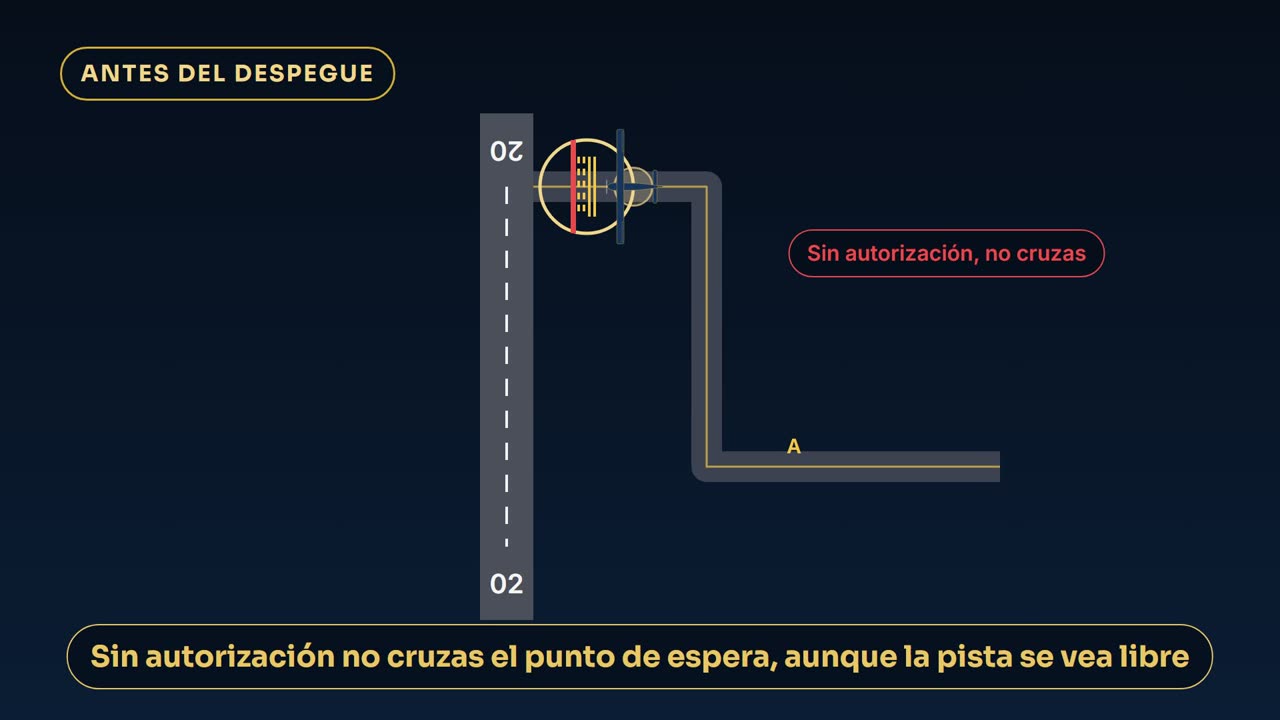 ANTES DEL DESPEGUE
20
Sin autorización, no cruzas
A
02
Sin autorización no cruzas el punto de espera, aunque la pista se vea libre